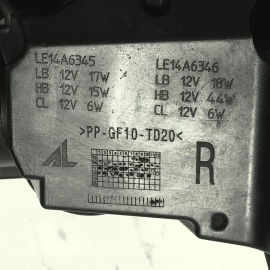 LE14A6345 LE14A6346
LB 12V 17W LB 12V 18W
HB 12V 15W HB 12V 44W
CL 12V 6W CL 12V 6W
>PP-GF10-TD20<
AL R